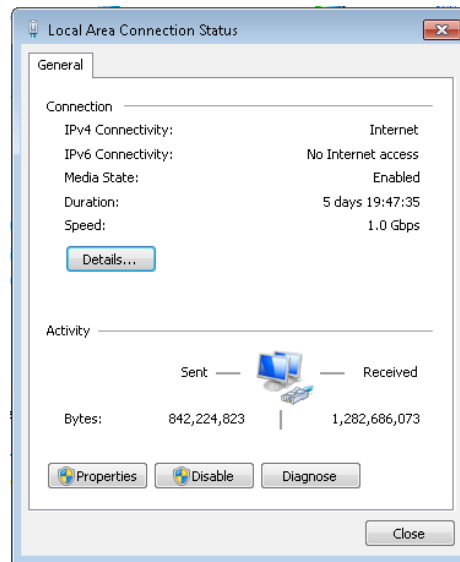 Local Area Connection Status
General
Connection
IPv4 Connectivity: Internet
IPv6 Connectivity: No Internet access
Media State: Enabled
Duration: 5 days 19:47:35
Speed: 1.0 Gbps
Details...
Activity
Sent Received
Bytes: 842,224,823 1,282,686,073
Properties Disable Diagnose
Close